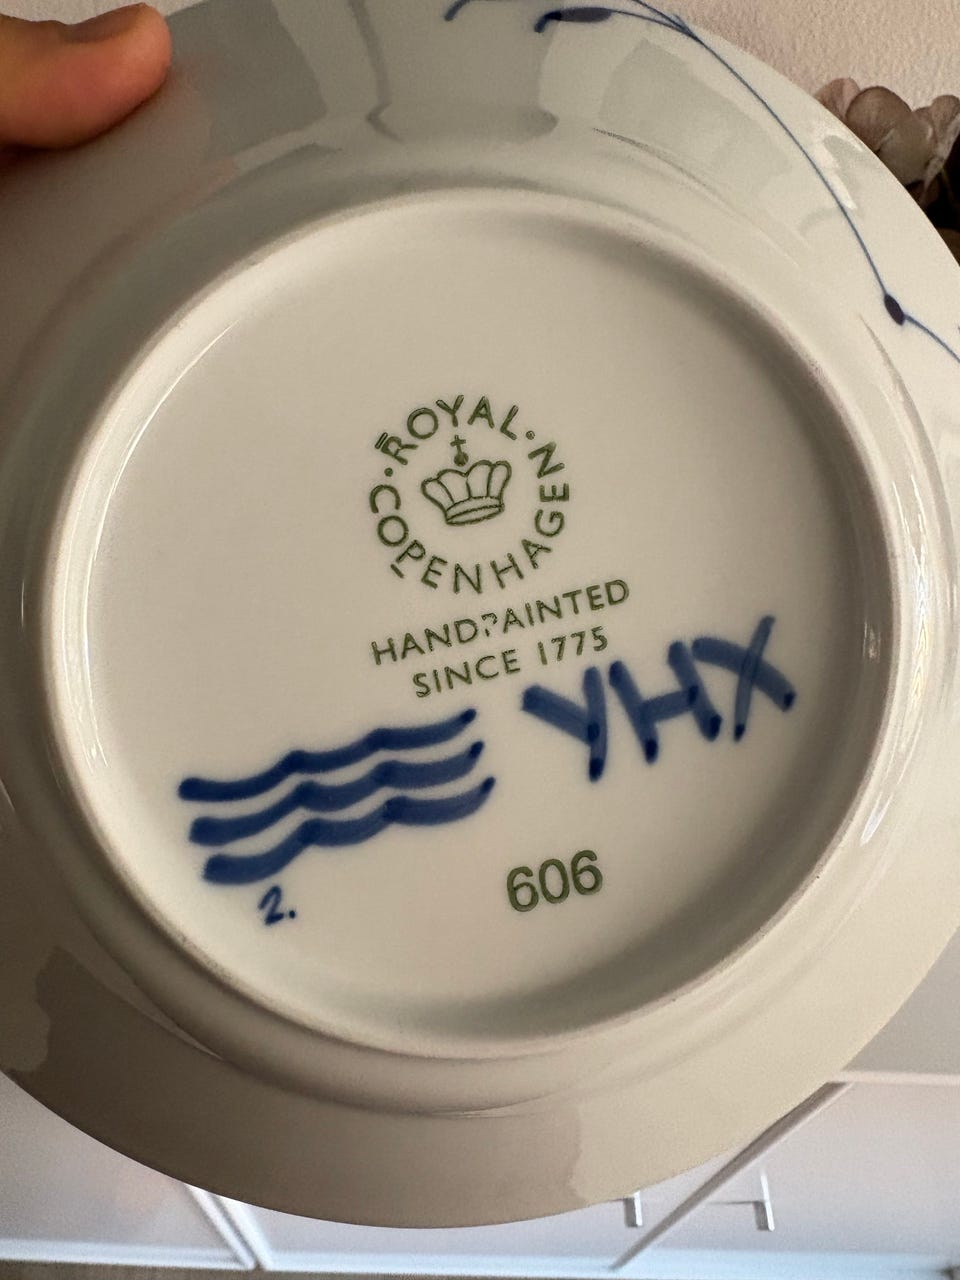 ROYAL·
COPENHAGEN·
HANDPAINTED
SINCE 1775
YHX
2.
606